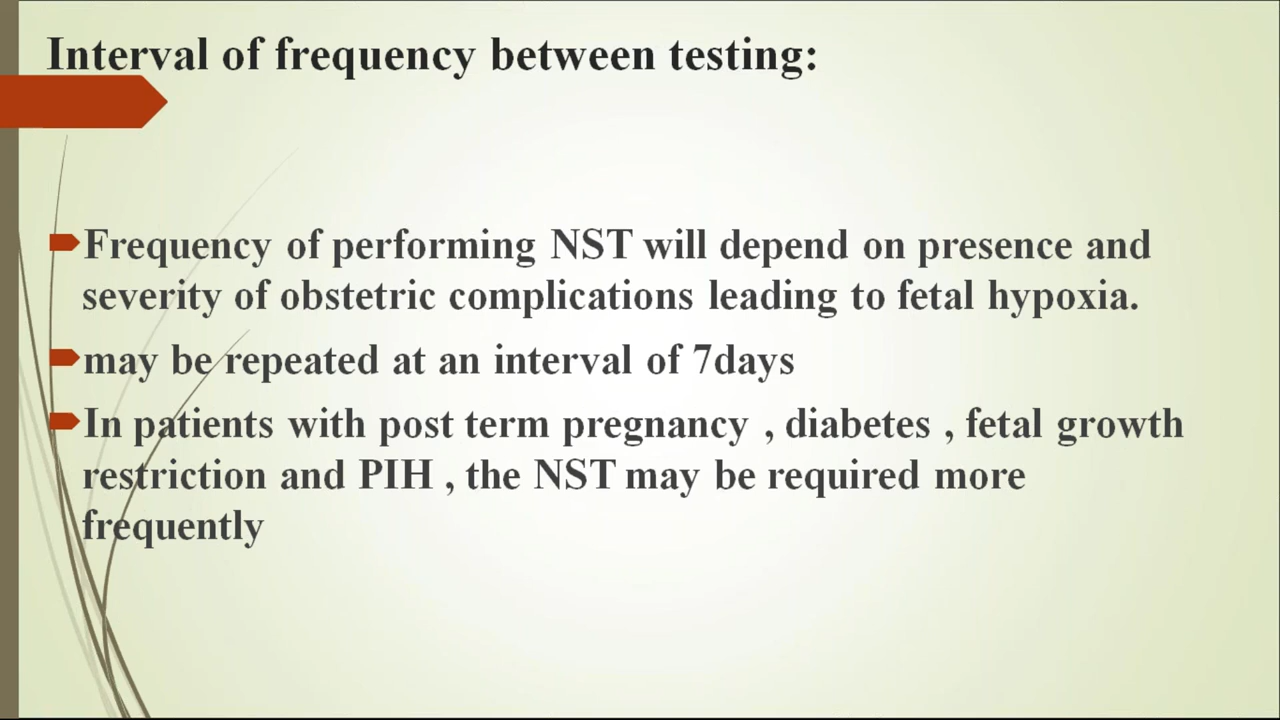 Interval of frequency between testing:
Frequency of performing NST will depend on presence and
severity of obstetric complications leading to fetal hypoxia.
may be repeated at an interval of 7days
In patients with post term pregnancy , diabetes , fetal growth
restriction and PIH , the NST may be required more
frequently